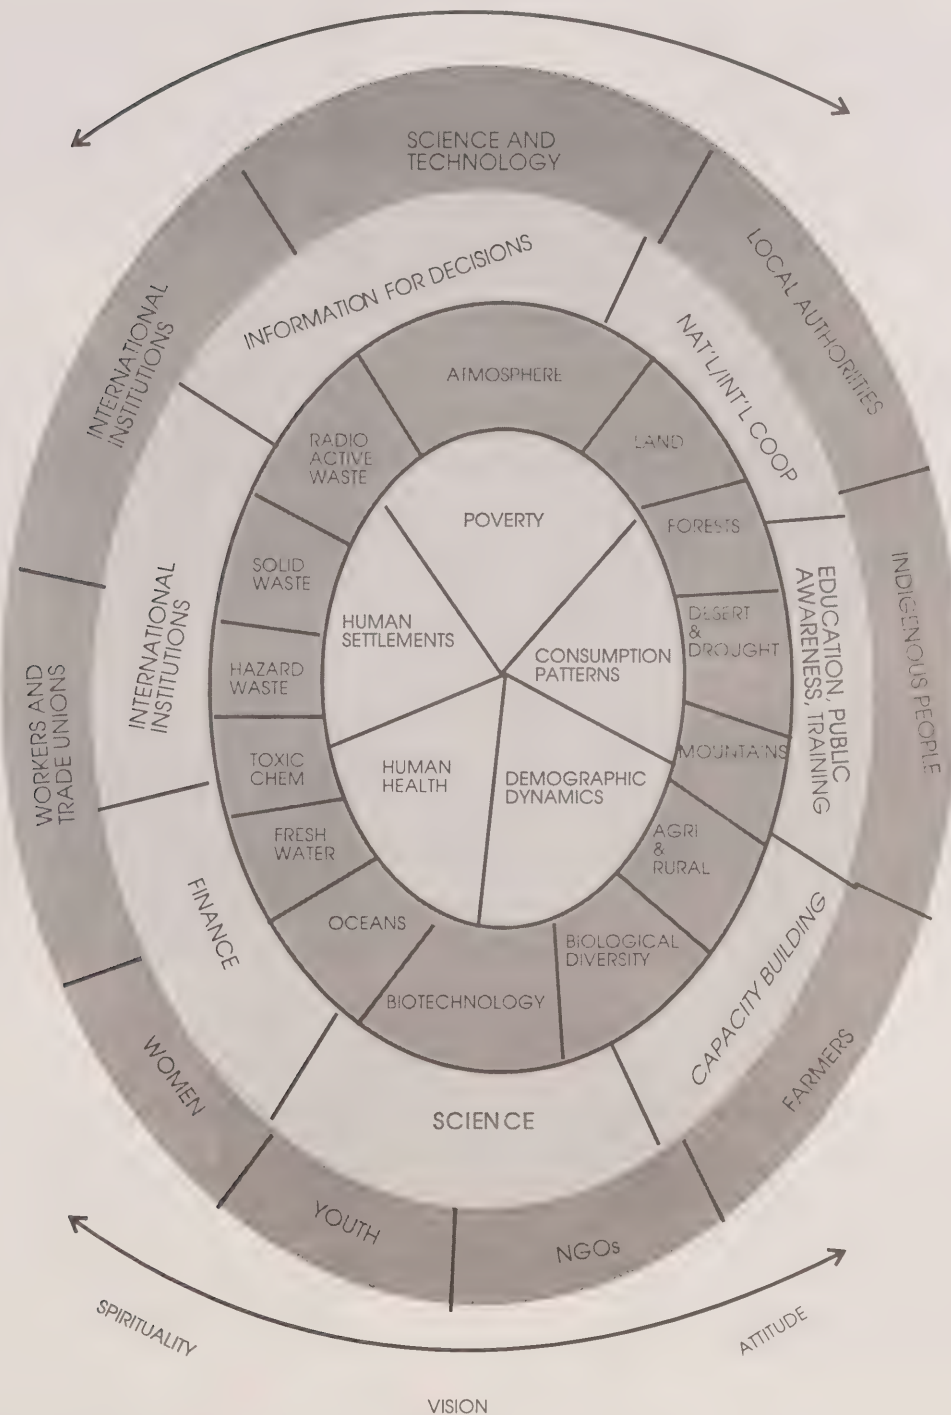 SCIENCE AND
TECHNOLOGY
LOCAL AUTHORITIES
INDIGENOUS PEOPLE
FARMERS
NGOs
YOUTH
WOMEN
WORKERS AND
TRADE UNIONS
INTERNATIONAL
INSTITUTIONS
INFORMATION FOR DECISIONS
NAT'L/INT'L COOP
EDUCATION, PUBLIC
AWARENESS, TRAINING
CAPACITY BUILDING
SCIENCE
FINANCE
INTERNATIONAL
INSTITUTIONS
ATMOSPHERE
LAND
FORESTS
DESERT
&
DROUGHT
MOUNTAINS
AGRI
&
RURAL
BIOLOGICAL
DIVERSITY
BIOTECHNOLOGY
OCEANS
FRESH
WATER
TOXIC
CHEM
HAZARD
WASTE
SOLID
WASTE
RADIO
ACTIVE
WASTE
POVERTY
CONSUMPTION
PATTERNS
DEMOGRAPHIC
DYNAMICS
HUMAN
HEALTH
HUMAN
SETTLEMENTS
SPIRITUALITY
VISION
ATTITUDE